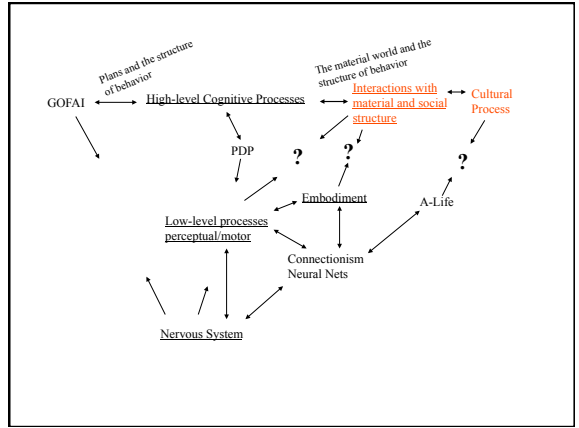 Plans and the structure
of behavior
The material world and the
structure of behavior
GOFAI
High-level Cognitive Processes
Interactions with
material and social
structure
Cultural
Process
PDP
?
?
?
Embodiment
A-Life
Low-level processes
perceptual/motor
Connectionism
Neural Nets
Nervous System